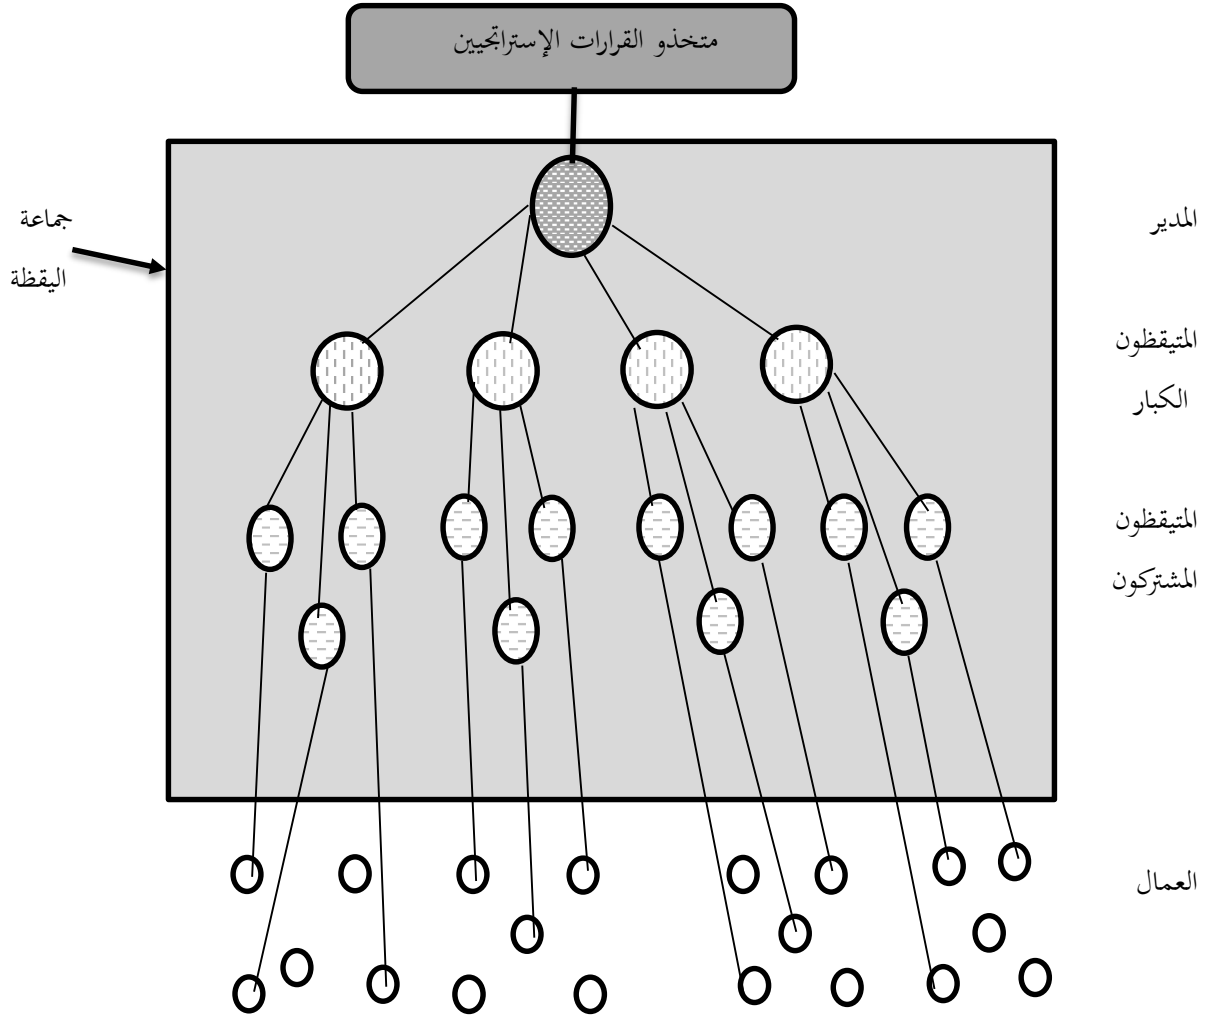 متخذو القرارات الإستراتجيين
المدير
جماعة
اليقظة
المتيقظون
الكبار
المتيقظون
المشتركون
العمال